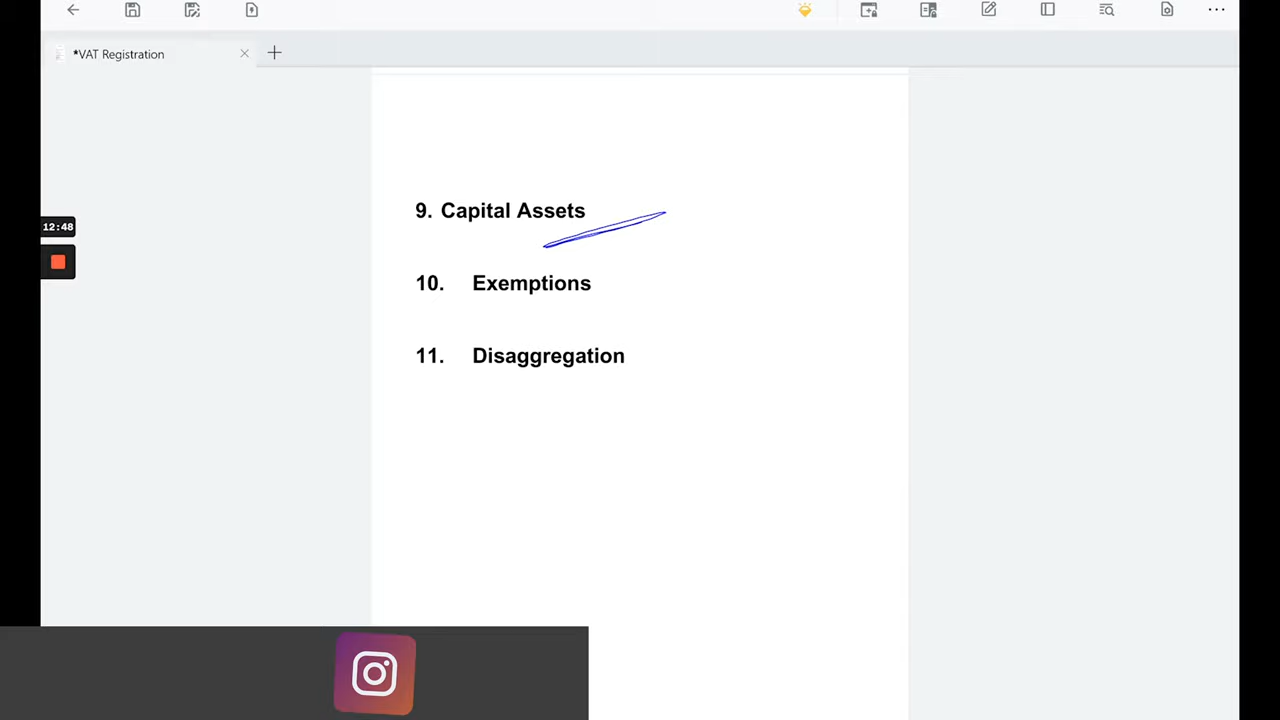 *VAT Registration
9. Capital Assets
12:48
10. Exemptions
11. Disaggregation